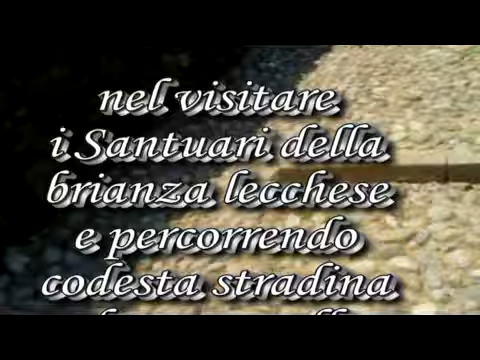 nel visitare
i Santuari della
brianza lecchese
e percorrendo
codesta stradina